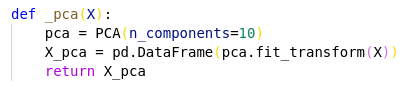 def _pca(X):
    pca = PCA(n_components=10)
    X_pca = pd.DataFrame(pca.fit_transform(X))
    return X_pca